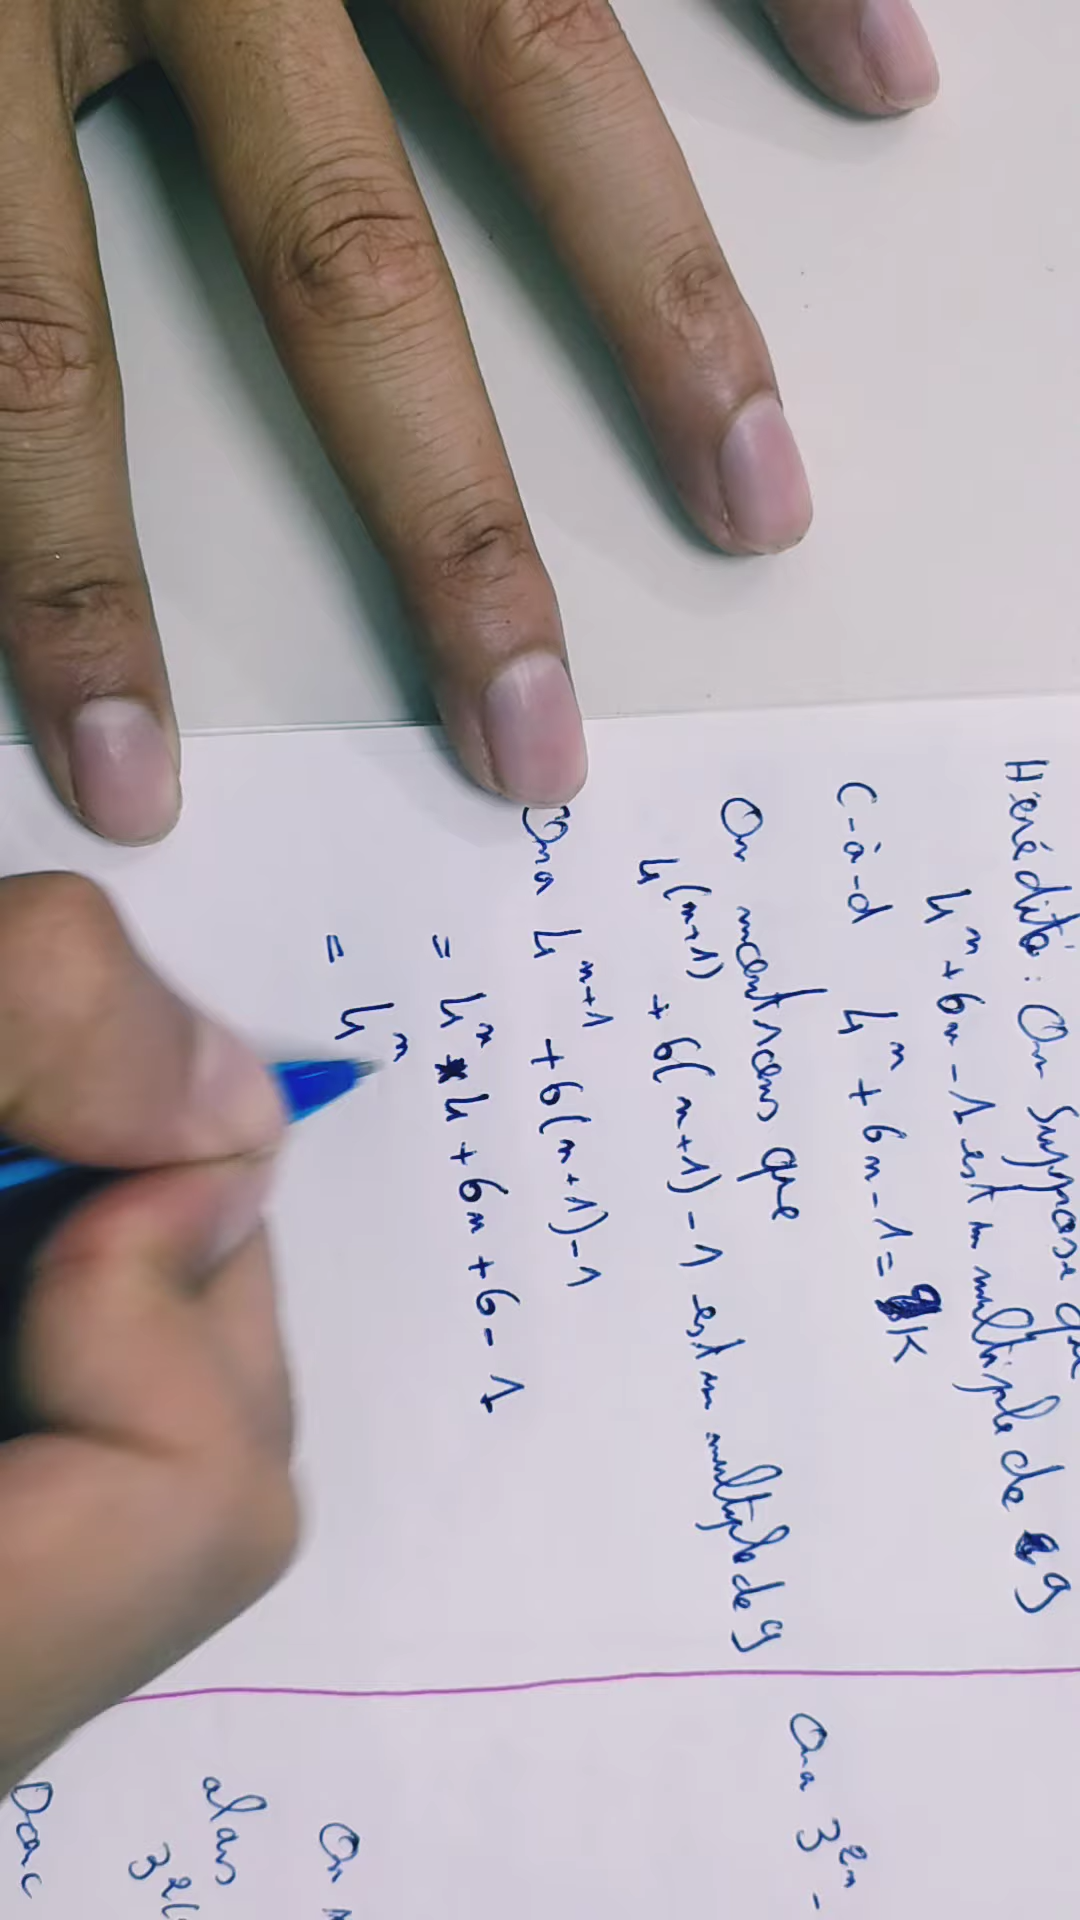 Hérédité : On Suppose que
4^n + 6n - 1 est un multiple de 9
C-à-d 4^n + 6n - 1 = 9k
On montrons que
4^(n+1) + 6(n+1) - 1 est un multiple de 9
On a 4^n+1 + 6(n+1) - 1
= 4^n × 4 + 6n + 6 - 1
= 4^n
On a 3^2n -
On
alors
3^2(
Donc